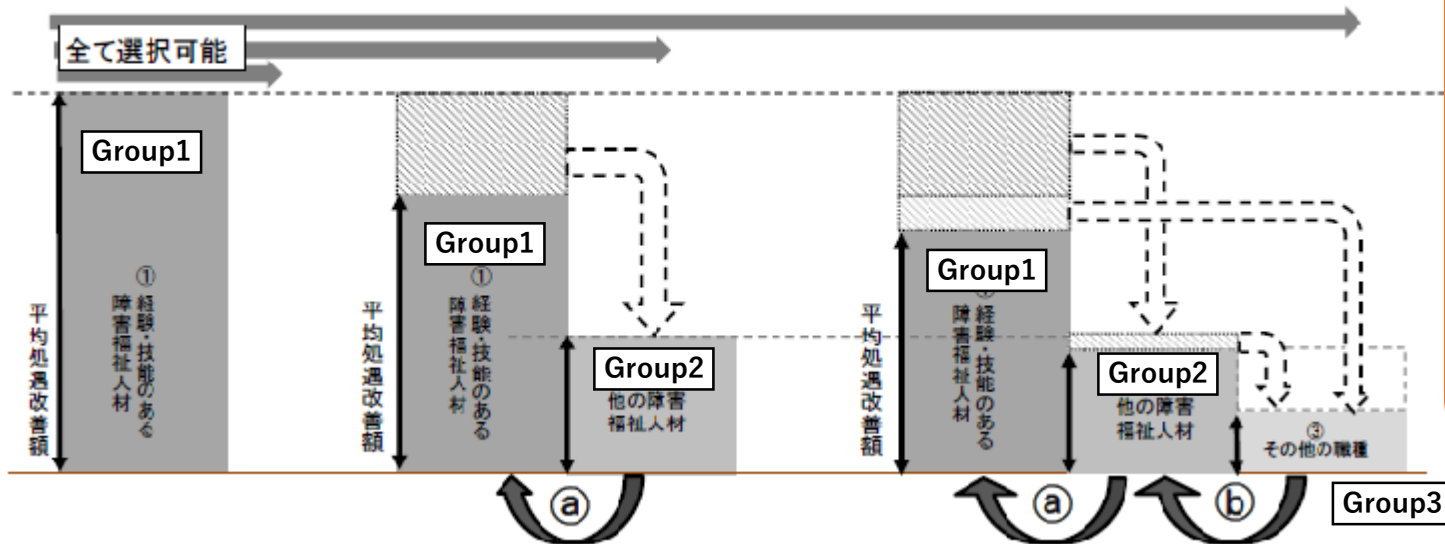 全て選択可能
Group1
①
経験・技能のある
障害福祉人材
平均処遇改善額
Group1
①
経験・技能のある
障害福祉人材
平均処遇改善額
Group2
他の障害
福祉人材
ⓐ
Group1
経験・技能のある
障害福祉人材
平均処遇改善額
Group2
他の障害
福祉人材
③
その他の職種
Group3
ⓐ
ⓑ